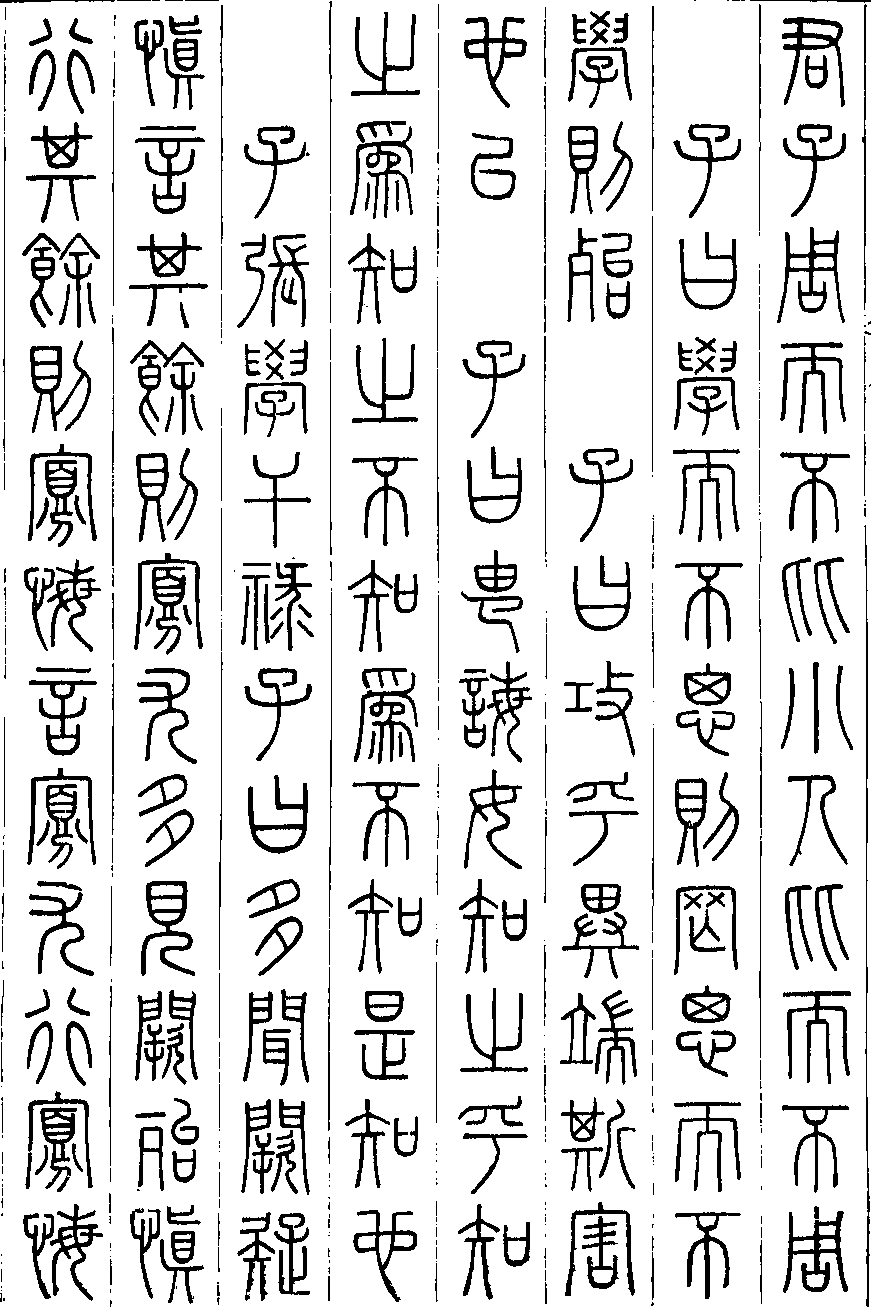 君子周而不比小人比而不周
子曰學而不思則罔思而不
學則殆　子曰攻乎異端斯害
也已　子曰由誨女知之乎知
之爲知之不知爲不知是知也
子張學干祿子曰多聞闕疑
慎言其餘則寡尤多見闕殆慎
行其餘則寡悔言寡尤行寡悔